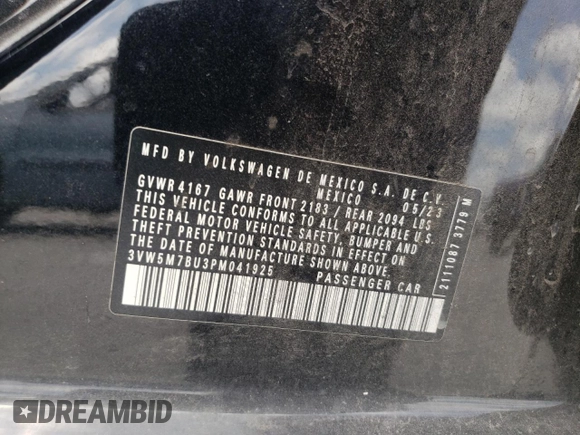 MFD BY VOLKSWAGEN DE MEXICO S.A. DE C.V.
MEXICO 05/23
GVWR 4167 GAWR FRONT 2183 / REAR 2094 LBS
THIS VEHICLE CONFORMS TO ALL APPLICABLE U.S.
FEDERAL MOTOR VEHICLE SAFETY, BUMPER AND
THEFT PREVENTION STANDARDS IN EFFECT ON
THE DATE OF MANUFACTURE SHOWN ABOVE.
3VW5M7BU3PM041925 PASSENGER CAR
2111087 3779 M
DREAMBID